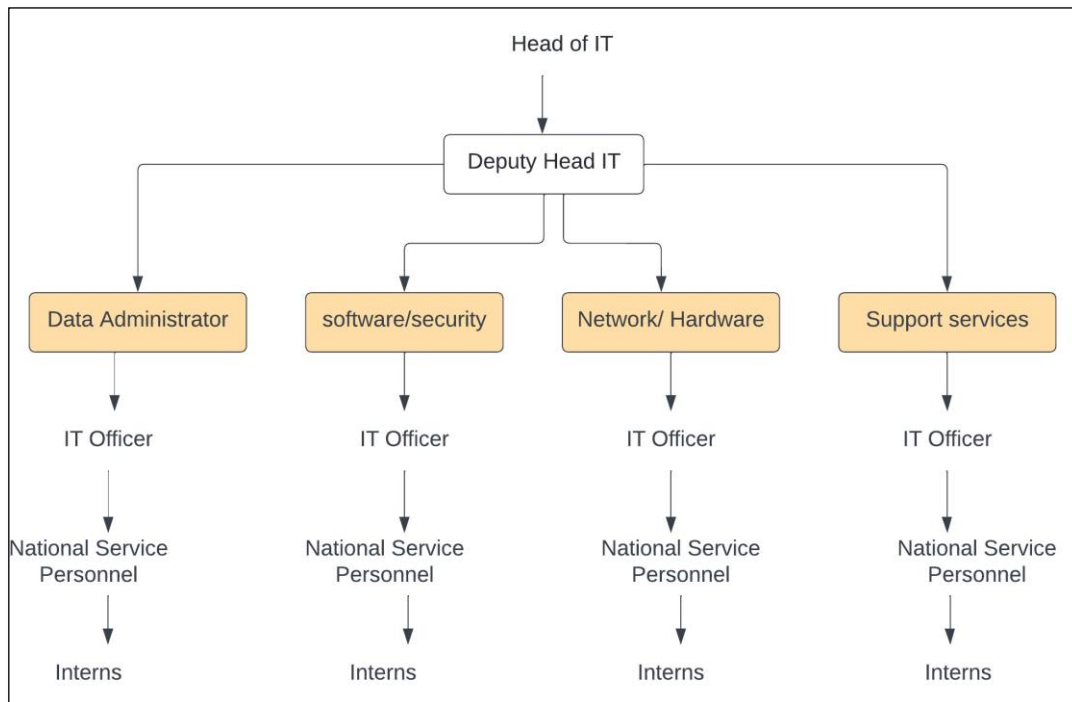 Head of IT
Deputy Head IT
Data Administrator
software/security
Network/ Hardware
Support services
IT Officer
IT Officer
IT Officer
IT Officer
National Service
Personnel
National Service
Personnel
National Service
Personnel
National Service
Personnel
Interns
Interns
Interns
Interns